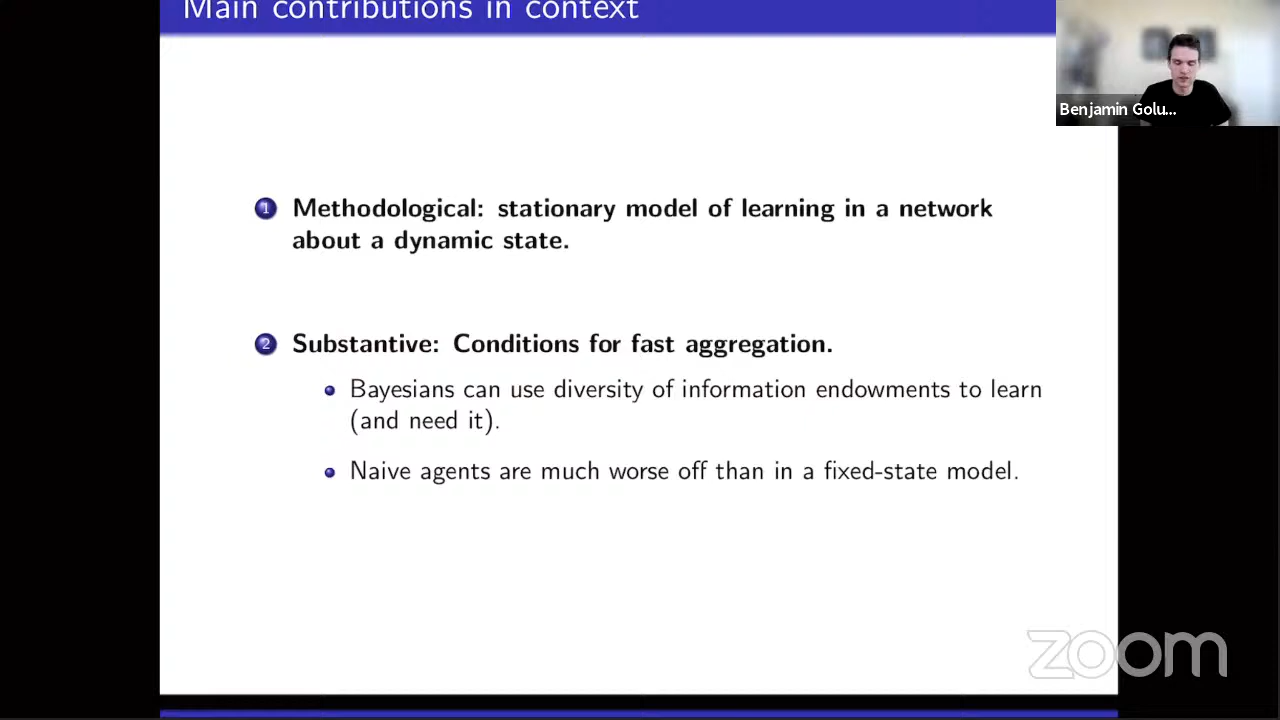 Main contributions in context
Benjamin Golu...
1 Methodological: stationary model of learning in a network
about a dynamic state.
2 Substantive: Conditions for fast aggregation.
Bayesians can use diversity of information endowments to learn
(and need it).
Naive agents are much worse off than in a fixed-state model.
zoom